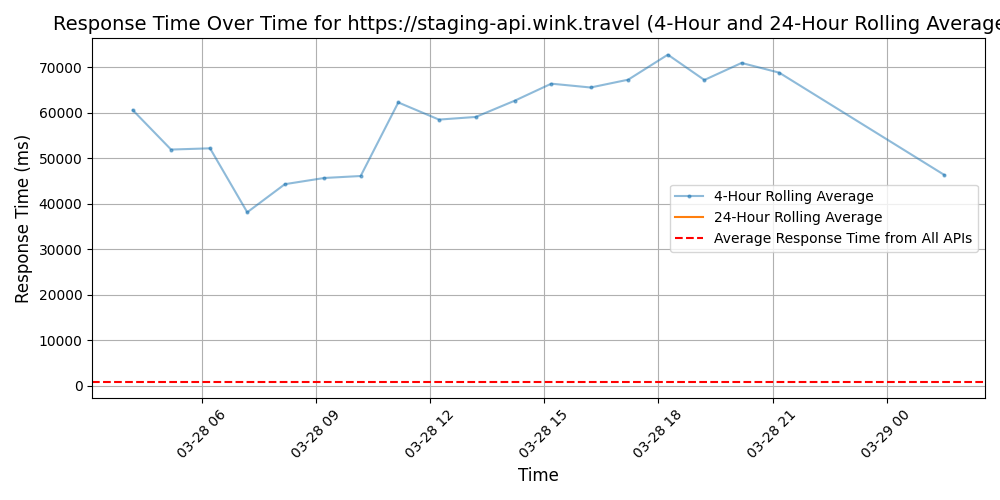 Response Time Over Time for https://staging-api.wink.travel (4-Hour and 24-Hour Rolling Average
Response Time (ms)
70000
60000
50000
40000
30000
20000
10000
0
4-Hour Rolling Average
24-Hour Rolling Average
Average Response Time from All APIs
03-28 06
03-28 09
03-28 12
03-28 15
03-28 18
03-28 21
03-29 00
Time